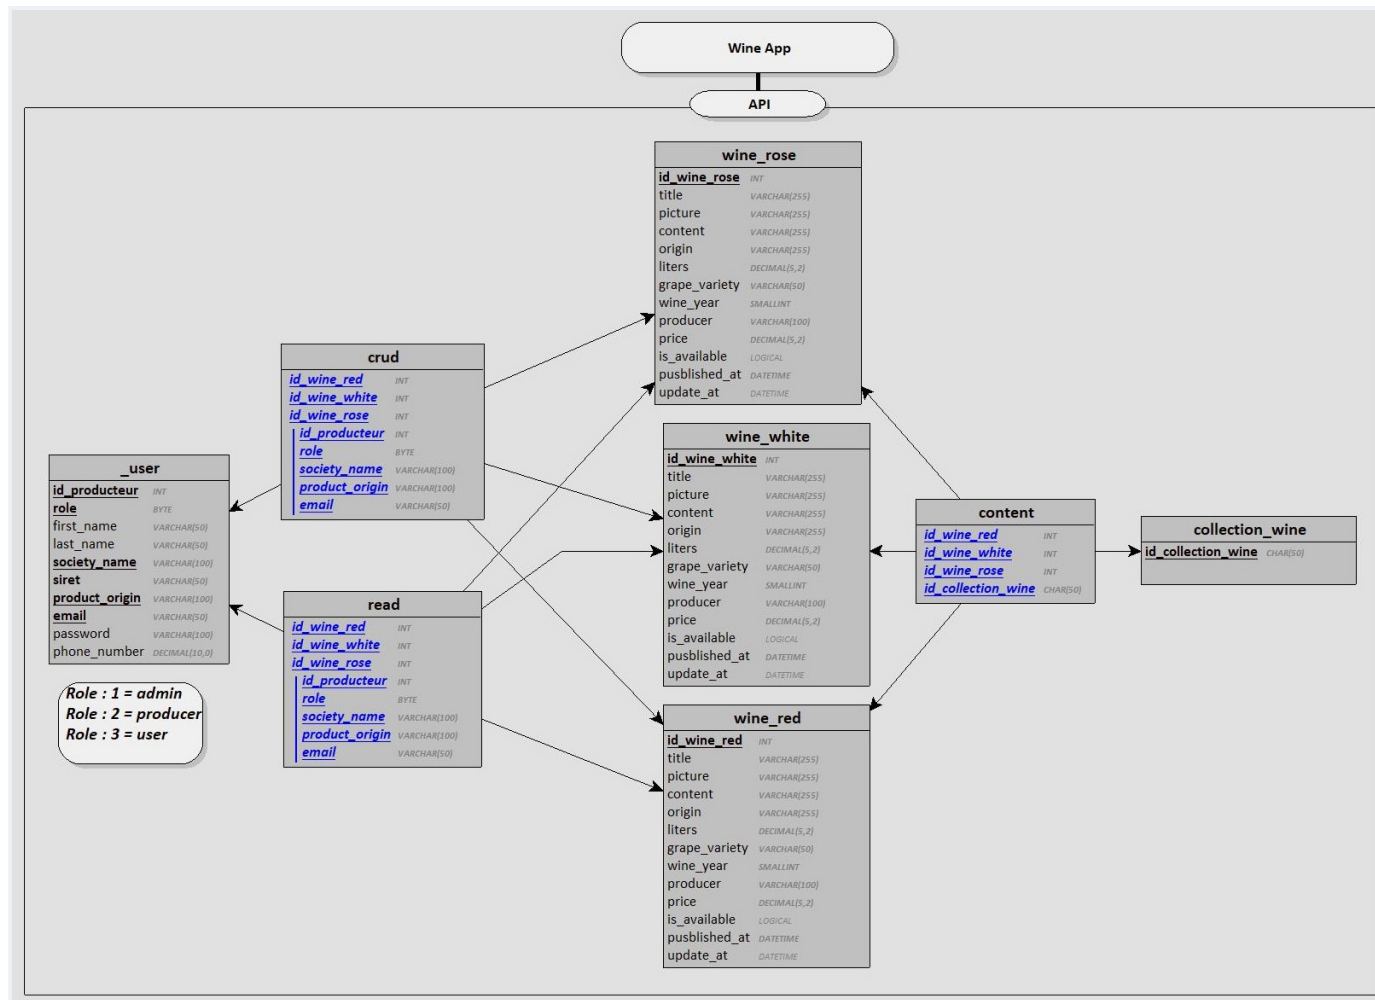 Wine App
API
wine_rose
id_wine_rose INT
title VARCHAR(255)
picture VARCHAR(255)
content VARCHAR(255)
origin VARCHAR(255)
liters DECIMAL(5,2)
grape_variety VARCHAR(50)
wine_year SMALLINT
producer VARCHAR(100)
price DECIMAL(5,2)
is_available LOGICAL
pusblished_at DATETIME
update_at DATETIME
crud
id_wine_red INT
id_wine_white INT
id_wine_rose INT
id_producteur INT
role BYTE
society_name VARCHAR(100)
product_origin VARCHAR(100)
email VARCHAR(50)
_user
id_producteur INT
role BYTE
first_name VARCHAR(50)
last_name VARCHAR(50)
society_name VARCHAR(100)
siret VARCHAR(50)
product_origin VARCHAR(100)
email VARCHAR(50)
password VARCHAR(100)
phone_number DECIMAL(10,0)
Role : 1 = admin
Role : 2 = producer
Role : 3 = user
read
id_wine_red INT
id_wine_white INT
id_wine_rose INT
id_producteur INT
role BYTE
society_name VARCHAR(100)
product_origin VARCHAR(100)
email VARCHAR(50)
wine_white
id_wine_white INT
title VARCHAR(255)
picture VARCHAR(255)
content VARCHAR(255)
origin VARCHAR(255)
liters DECIMAL(5,2)
grape_variety VARCHAR(50)
wine_year SMALLINT
producer VARCHAR(100)
price DECIMAL(5,2)
is_available LOGICAL
pusblished_at DATETIME
update_at DATETIME
content
id_wine_red INT
id_wine_white INT
id_wine_rose INT
id_collection_wine CHAR(50)
collection_wine
id_collection_wine CHAR(50)
wine_red
id_wine_red INT
title VARCHAR(255)
picture VARCHAR(255)
content VARCHAR(255)
origin VARCHAR(255)
liters DECIMAL(5,2)
grape_variety VARCHAR(50)
wine_year SMALLINT
producer VARCHAR(100)
price DECIMAL(5,2)
is_available LOGICAL
pusblished_at DATETIME
update_at DATETIME